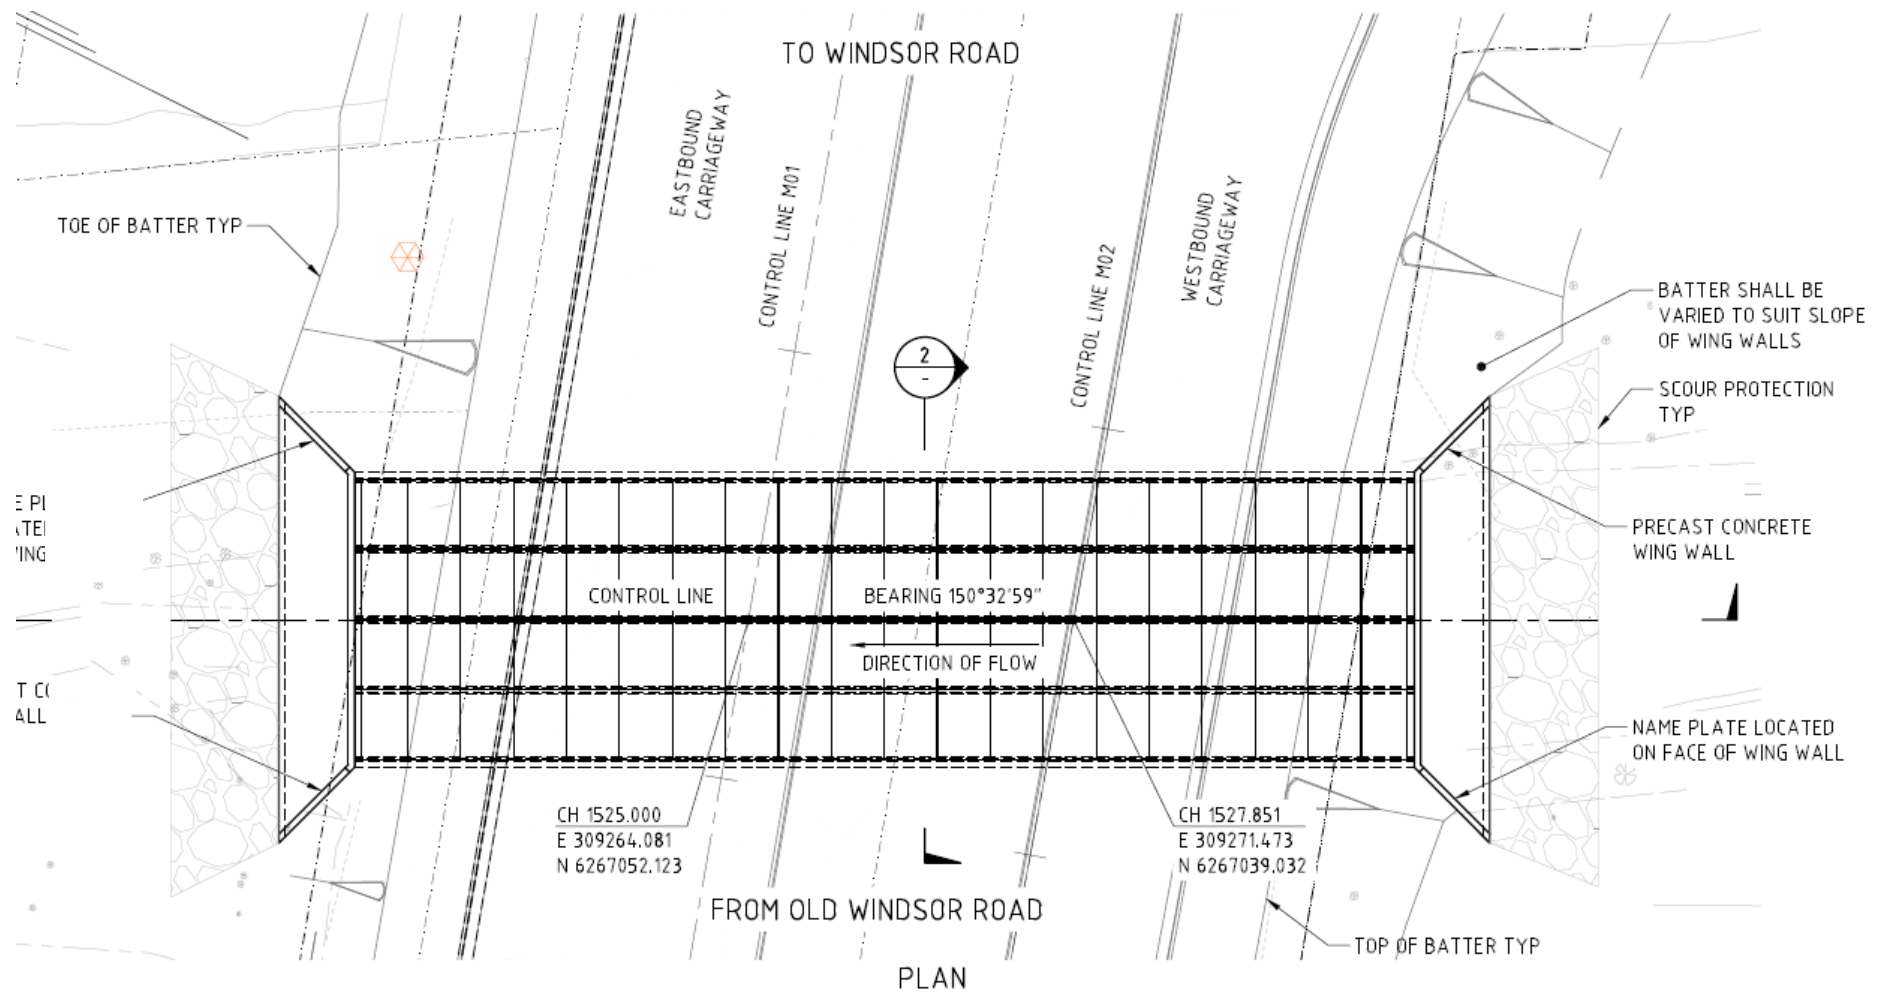 TO WINDSOR ROAD
EASTBOUND
CARRIAGEWAY
CONTROL LINE M01
WESTBOUND
CARRIAGEWAY
CONTROL LINE M02
TOE OF BATTER TYP
2
-
BATTER SHALL BE
VARIED TO SUIT SLOPE
OF WING WALLS
SCOUR PROTECTION
TYP
PRECAST CONCRETE
WING WALL
CONTROL LINE
BEARING 150°32'59"
DIRECTION OF FLOW
NAME PLATE LOCATED
ON FACE OF WING WALL
CH 1525.000
E 309264.081
N 6267052.123
CH 1527.851
E 309271.473
N 6267039.032
FROM OLD WINDSOR ROAD
TOP OF BATTER TYP
PLAN